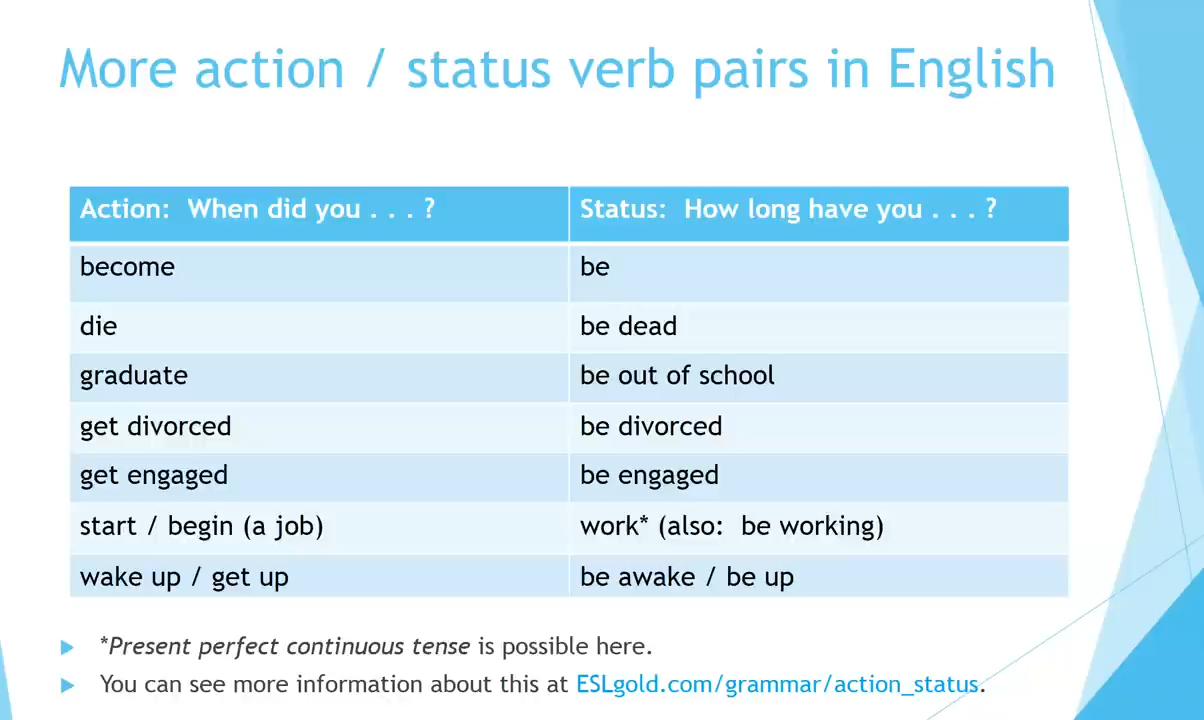 More action / status verb pairs in English
Action:  When did you . . . ?
Status:  How long have you . . . ?
become
be
die
be dead
graduate
be out of school
get divorced
be divorced
get engaged
be engaged
start / begin (a job)
work* (also:  be working)
wake up / get up
be awake / be up
*Present perfect continuous tense is possible here.
You can see more information about this at ESLgold.com/grammar/action_status.